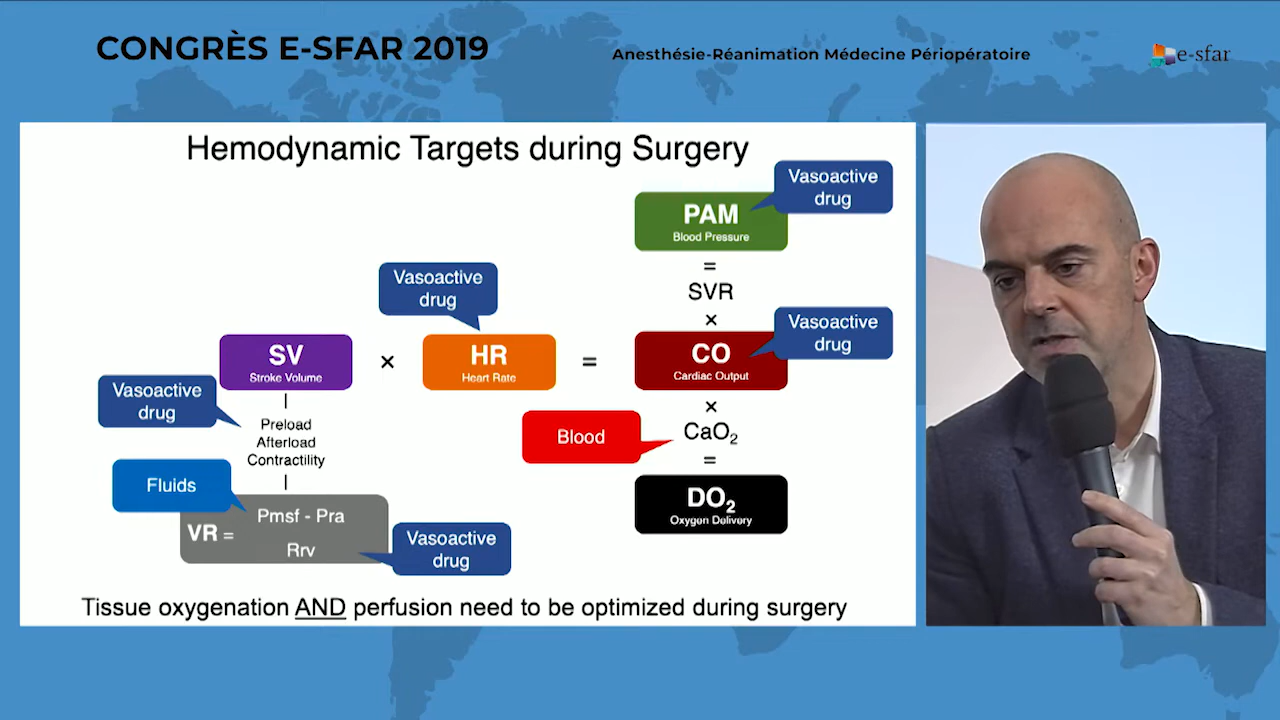 CONGRÈS E-SFAR 2019
Anesthésie-Réanimation Médecine Périopératoire
e-sfar
Hemodynamic Targets during Surgery
Vasoactive
drug
PAM
Blood Pressure
=
SVR
×
Vasoactive
drug
SV
Stroke Volume
×
HR
Heart Rate
=
CO
Cardiac Output
Vasoactive
drug
Vasoactive
drug
Preload
Afterload
Contractility
×
Blood
CaO₂
=
DO₂
Oxygen Delivery
Fluids
VR =
Pmsf - Pra
Rrv
Vasoactive
drug
Tissue oxygenation AND perfusion need to be optimized during surgery